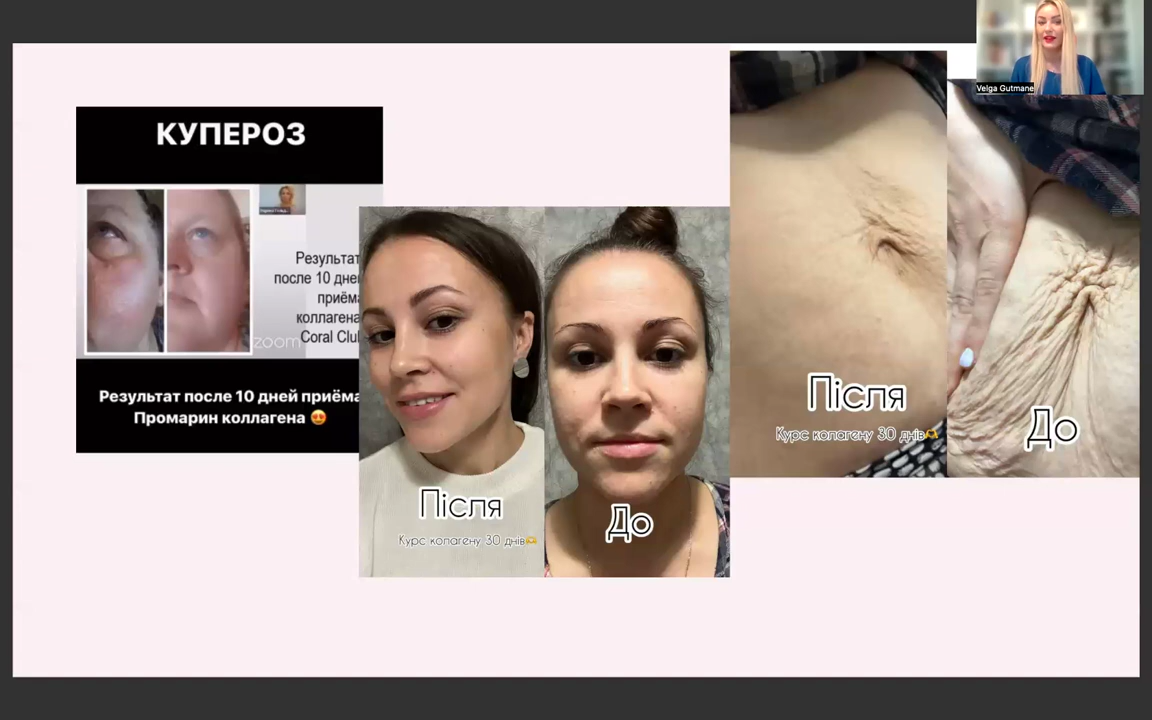 Velga Gutmane
КУПЕРОЗ
Результат
после 10 дней
приёма
коллагена
Coral Club
zoom
Результат после 10 дней приёма
Промарин коллагена 😍
Після
Курс колагену 30 днів🫶
До
Після
Курс колагену 30 днів🫶
До